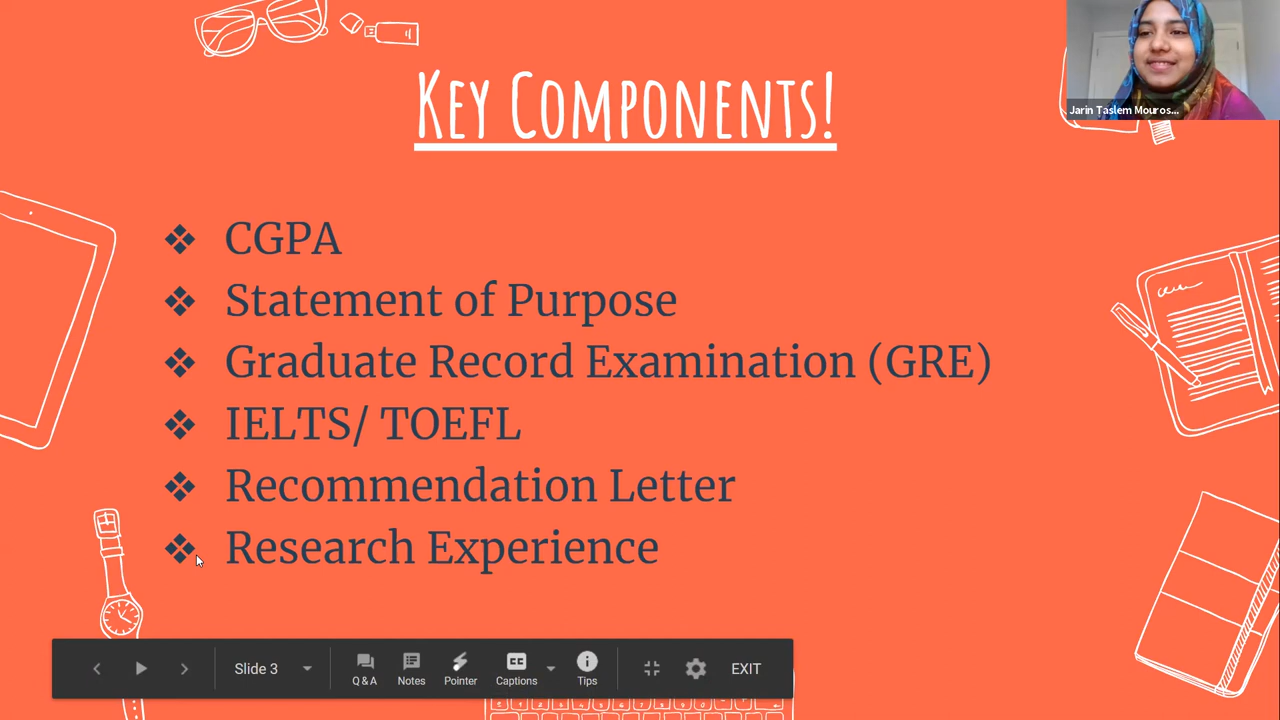 Key Components!
Jarin Taslem Mouros...
❖ CGPA
❖ Statement of Purpose
❖ Graduate Record Examination (GRE)
❖ IELTS/ TOEFL
❖ Recommendation Letter
❖ Research Experience
Slide 3
Q&A
Notes
Pointer
Captions
Tips
EXIT